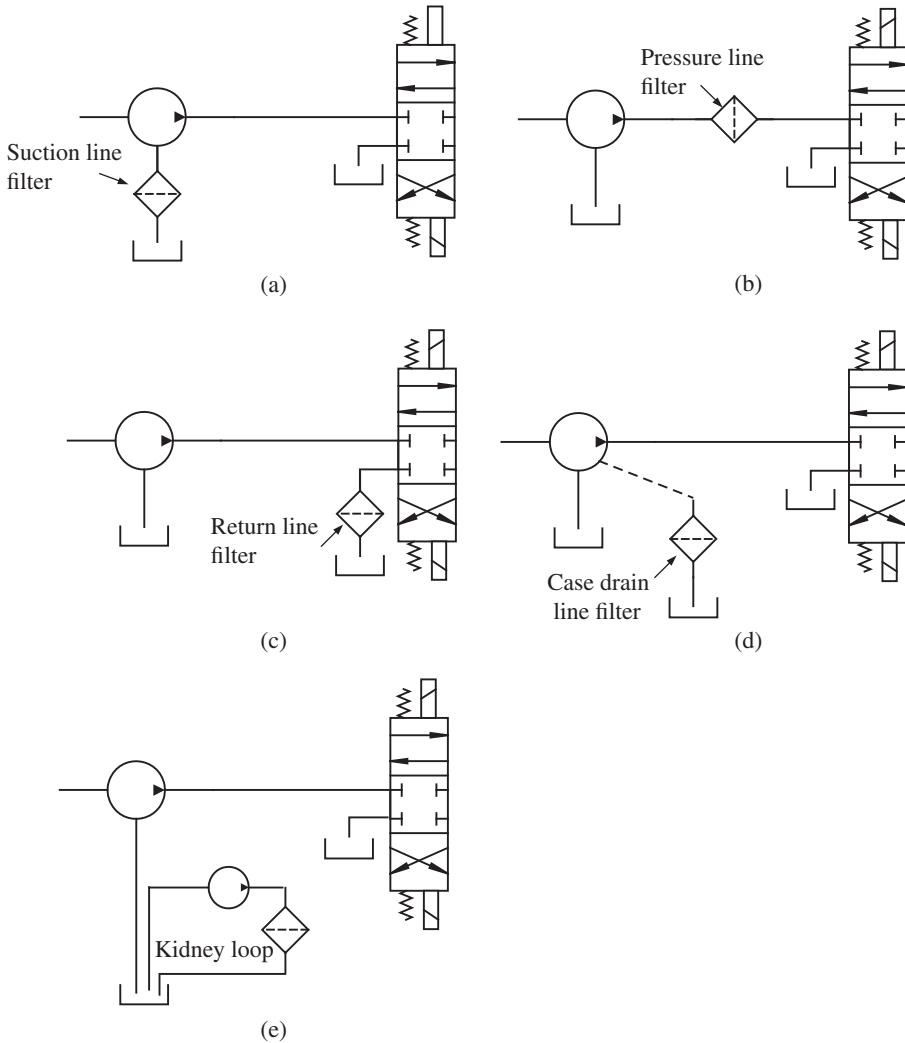 Suction line
filter
(a)
Pressure line
filter
(b)
Return line
filter
(c)
Case drain
line filter
(d)
Kidney loop
(e)